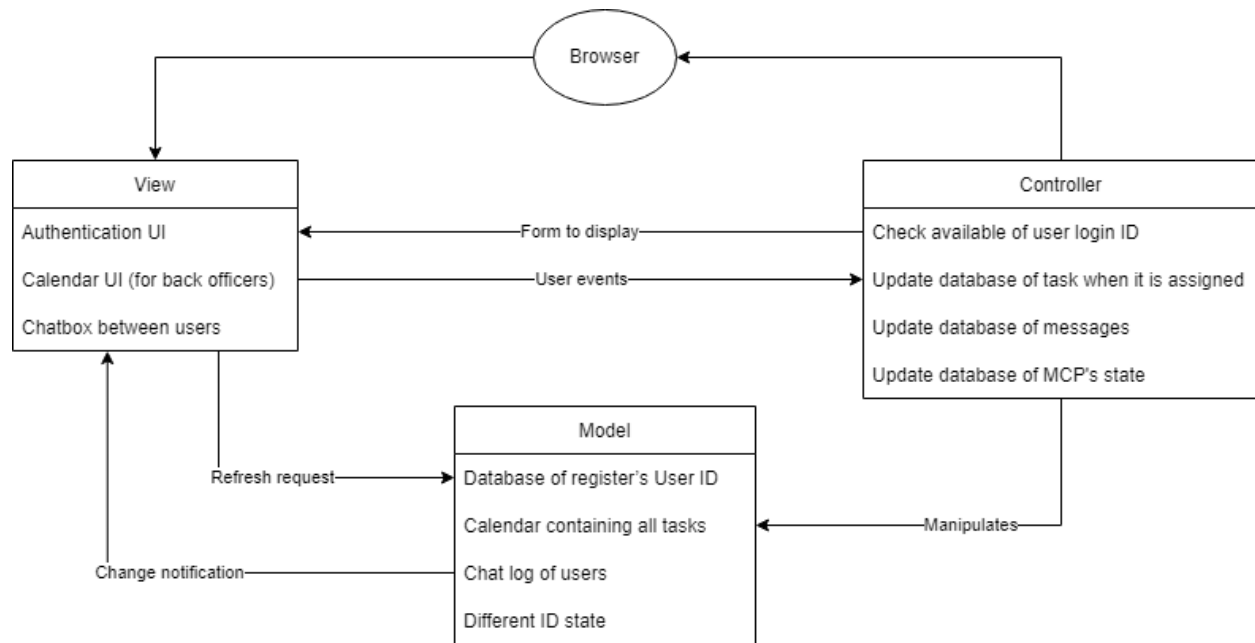 Browser
View
Authentication UI
Calendar UI (for back officers)
Chatbox between users
Controller
Check available of user login ID
Update database of task when it is assigned
Update database of messages
Update database of MCP's state
Form to display
User events
Model
Database of register’s User ID
Calendar containing all tasks
Chat log of users
Different ID state
Refresh request
Change notification
Manipulates